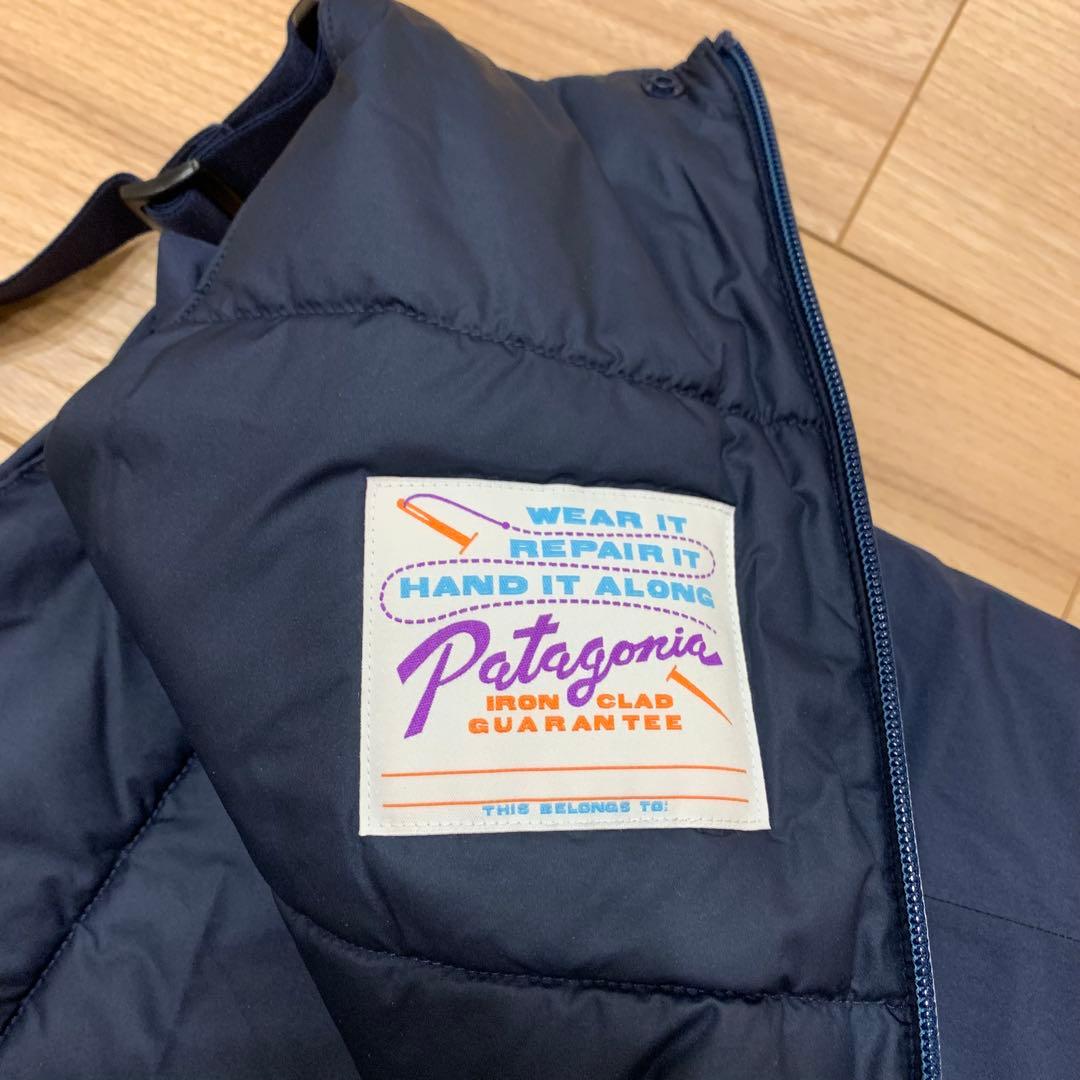 WEAR IT
REPAIR IT
HAND IT ALONG
Patagonia
IRON CLAD
GUARANTEE
THIS BELONGS TO: